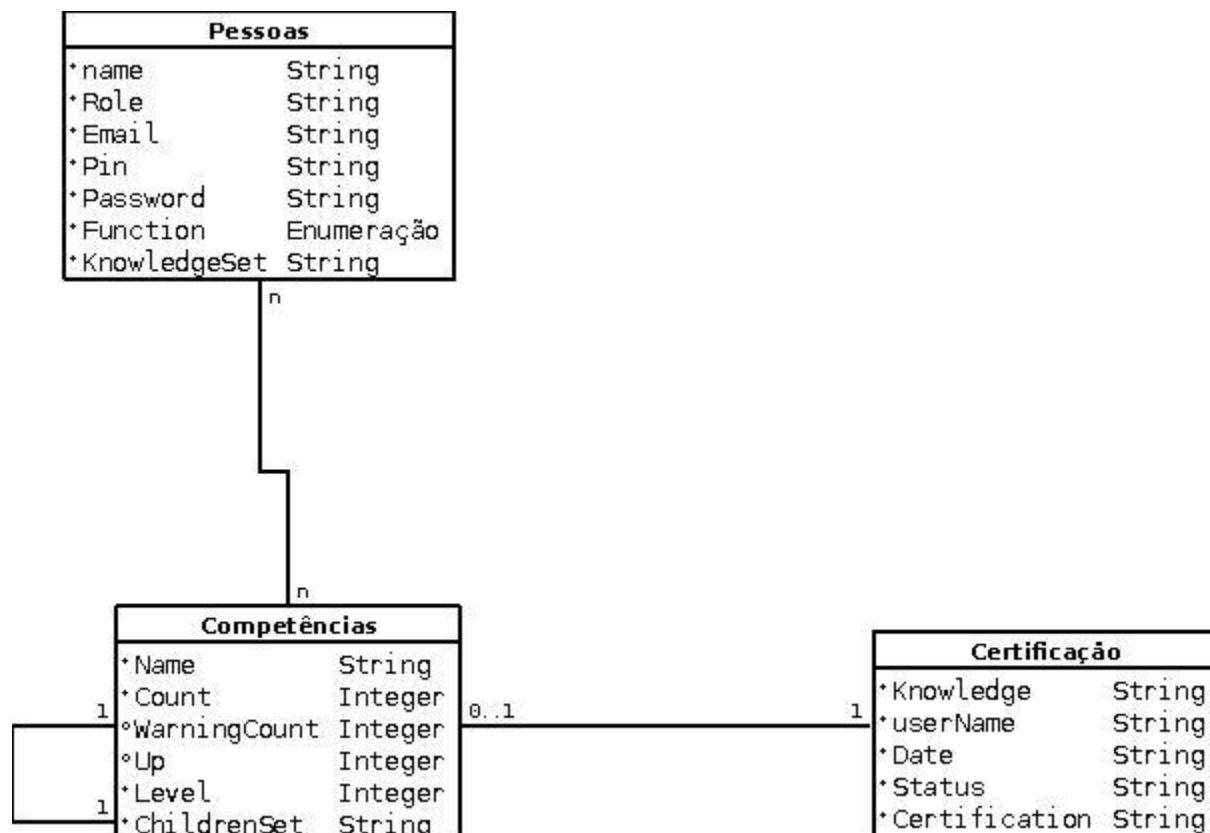 Pessoas
*name String
*Role String
*Email String
*Pin String
*Password String
*Function Enumeração
*KnowledgeSet String
n
n
Competências
*Name String
*Count Integer
°WarningCount Integer
°Up Integer
*Level Integer
*ChildrenSet String
1
1
0..1
1
Certificação
*Knowledge String
*userName String
*Date String
*Status String
*Certification String